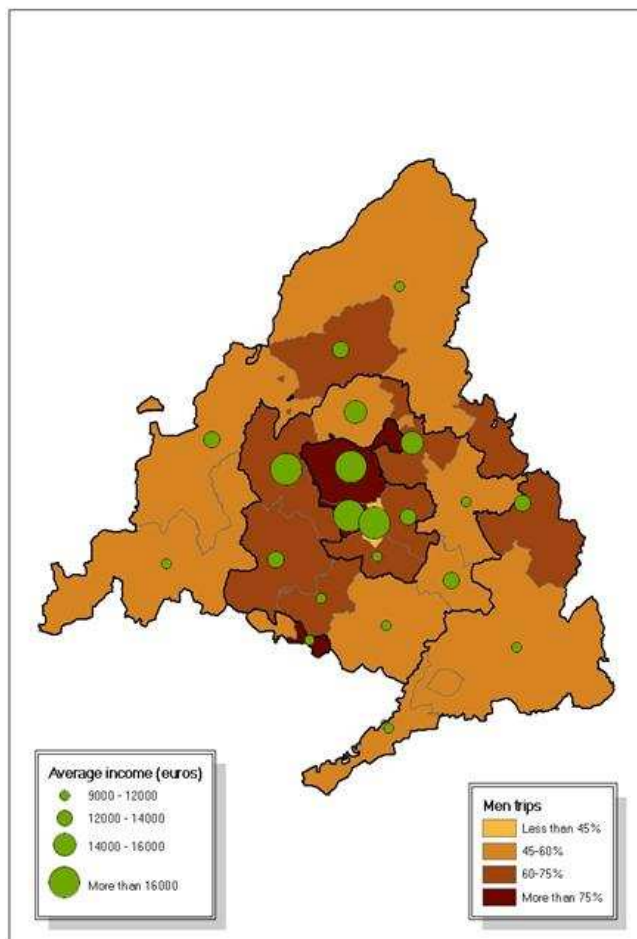 Average income (euros)
9000 - 12000
12000 - 14000
14000 - 16000
More than 16000
Men trips
Less than 45%
45-60%
60-75%
More than 75%